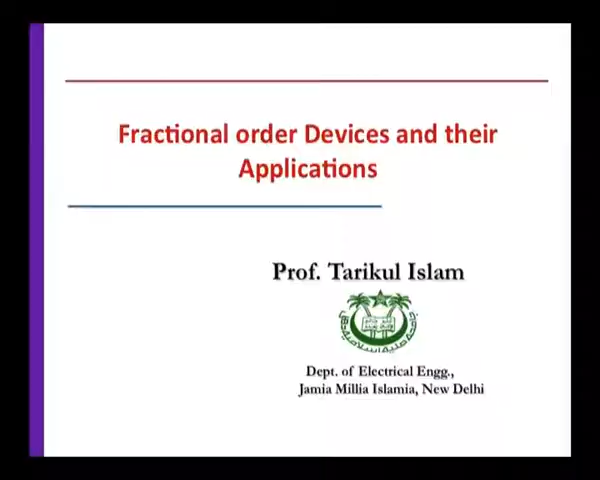 Fractional order Devices and their
Applications
Prof. Tarikul Islam
Dept. of Electrical Engg.,
Jamia Millia Islamia, New Delhi